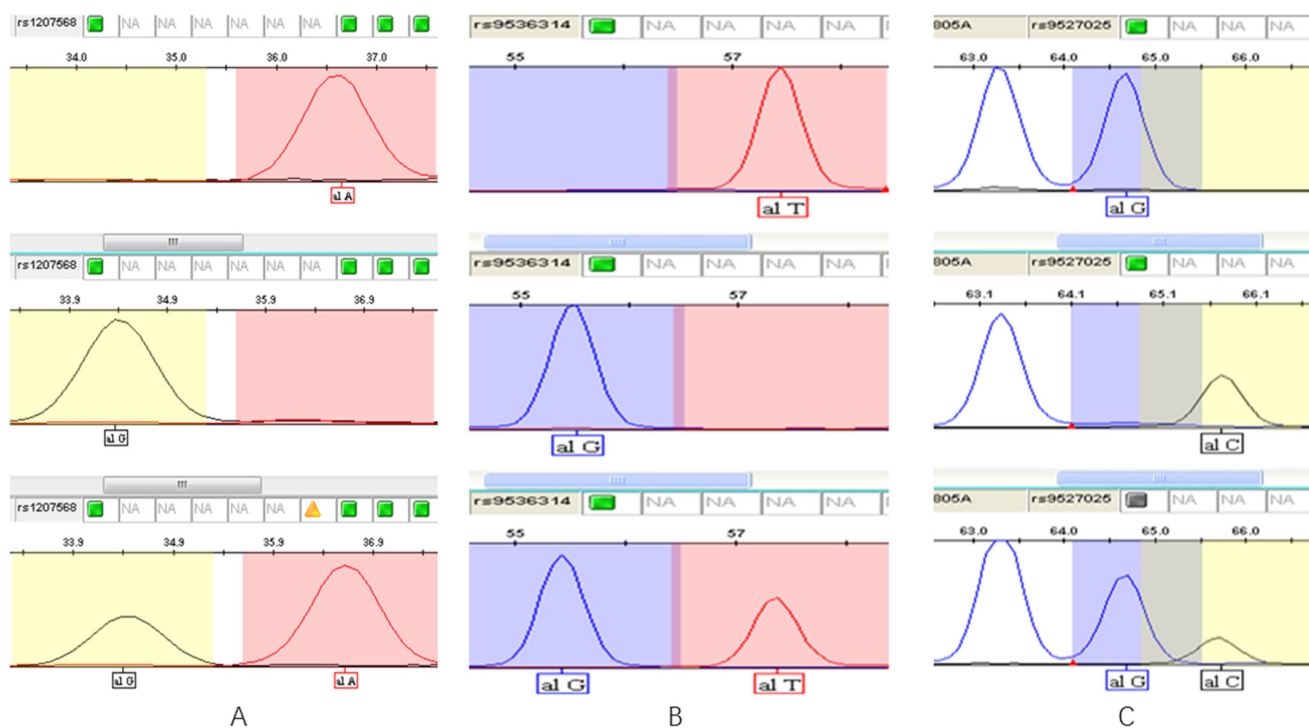 rs1207568 NA NA NA NA NA NA
34.0 35.0 36.0 37.0
al A
rs1207568 NA NA NA NA NA NA
33.9 34.9 35.9 36.9
al G
rs1207568 NA NA NA NA NA
33.9 34.9 35.9 36.9
al G al A
A
rs9536314 NA NA NA NA
55 57
al T
rs9536314 NA NA NA NA
55 57
al G
rs9536314 NA NA NA NA
55 57
al G al T
B
805A rs9527025 NA NA NA
63.0 64.0 65.0 66.0
al G
805A rs9527025 NA NA NA
63.1 64.1 65.1 66.1
al C
805A rs9527025 NA NA NA
63.0 64.0 65.0 66.0
al G al C
C